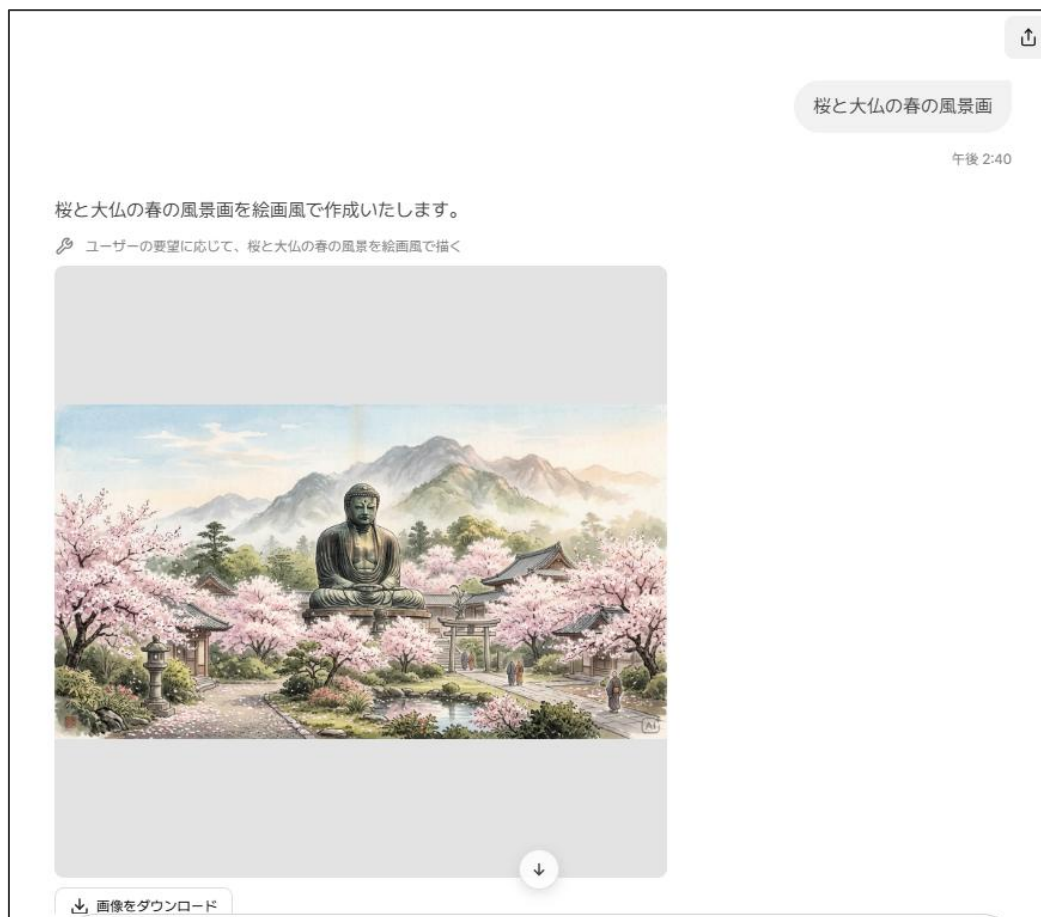 桜と大仏の春の風景画
午後 2:40
桜と大仏の春の風景画を絵画風で作成いたします。
ユーザーの要望に応じて、桜と大仏の春の風景を絵画風で描く
AI
画像をダウンロード